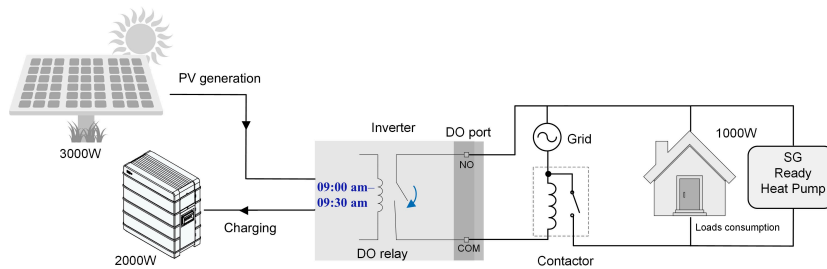 PV generation
3000W
Inverter
DO port
NO
Grid
1000W
SG
Ready
Heat Pump
09:00 am
09:30 am
Charging
2000W
DO relay
COM
Contactor
Loads consumption